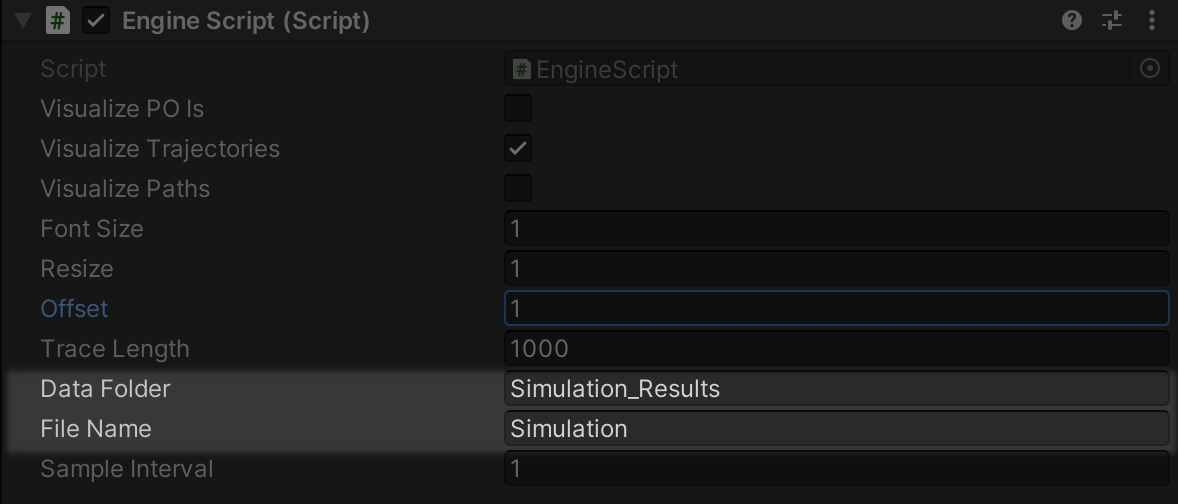 Engine Script (Script)
Script EngineScript
Visualize PO Is
Visualize Trajectories
Visualize Paths
Font Size 1
Resize 1
Offset 1
Trace Length 1000
Data Folder Simulation_Results
File Name Simulation
Sample Interval 1